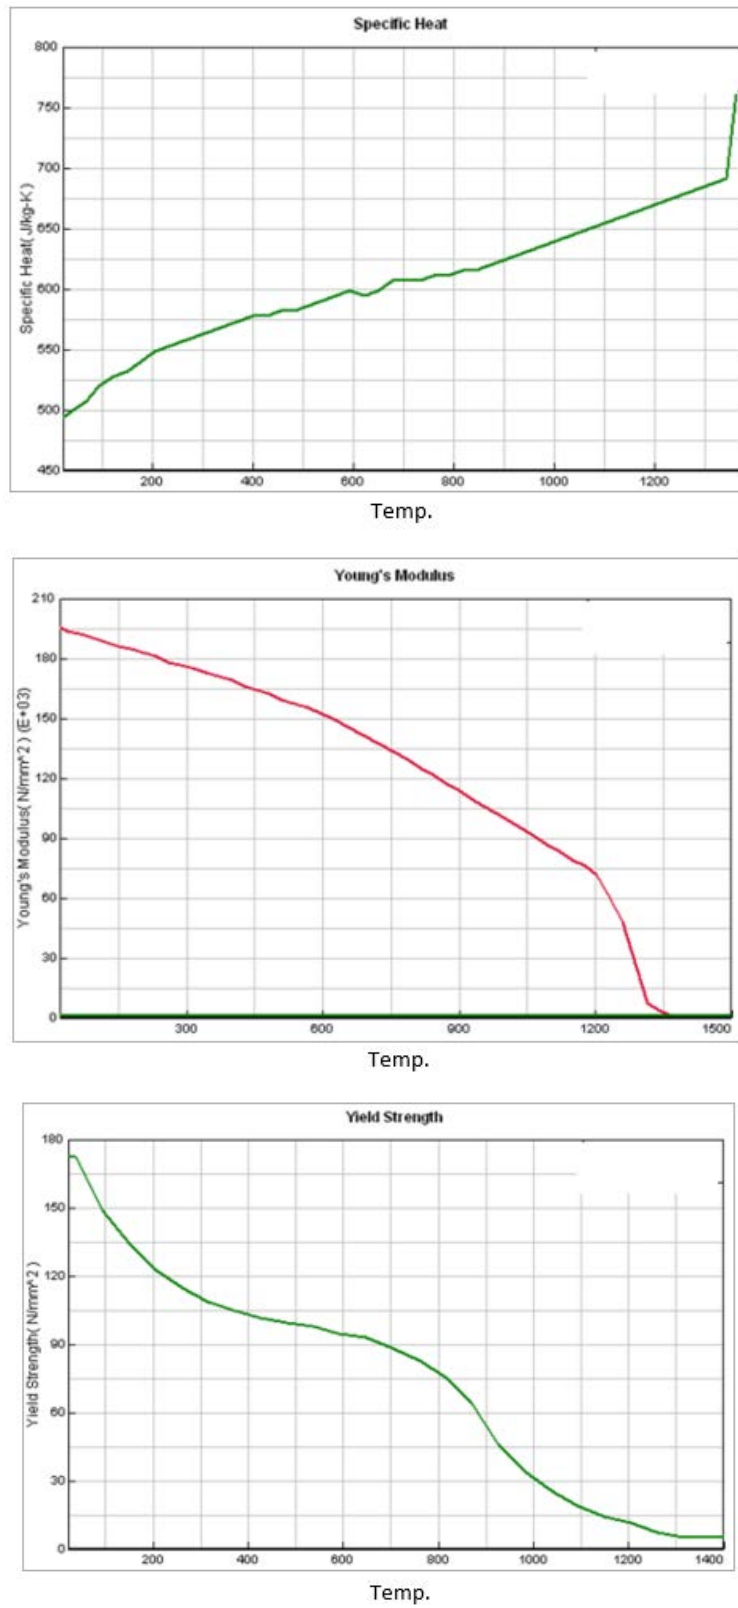 Specific Heat
800
750
700
650
600
550
500
450
Specific Heat( J/kg-K)
200 400 600 800 1000 1200
Temp.
Young's Modulus
210
180
150
120
90
60
30
0
Young's Modulus( N/mm^2 ) (E+03)
300 600 900 1200 1500
Temp.
Yield Strength
180
150
120
90
60
30
0
Yield Strength( N/mm^2 )
200 400 600 800 1000 1200 1400
Temp.